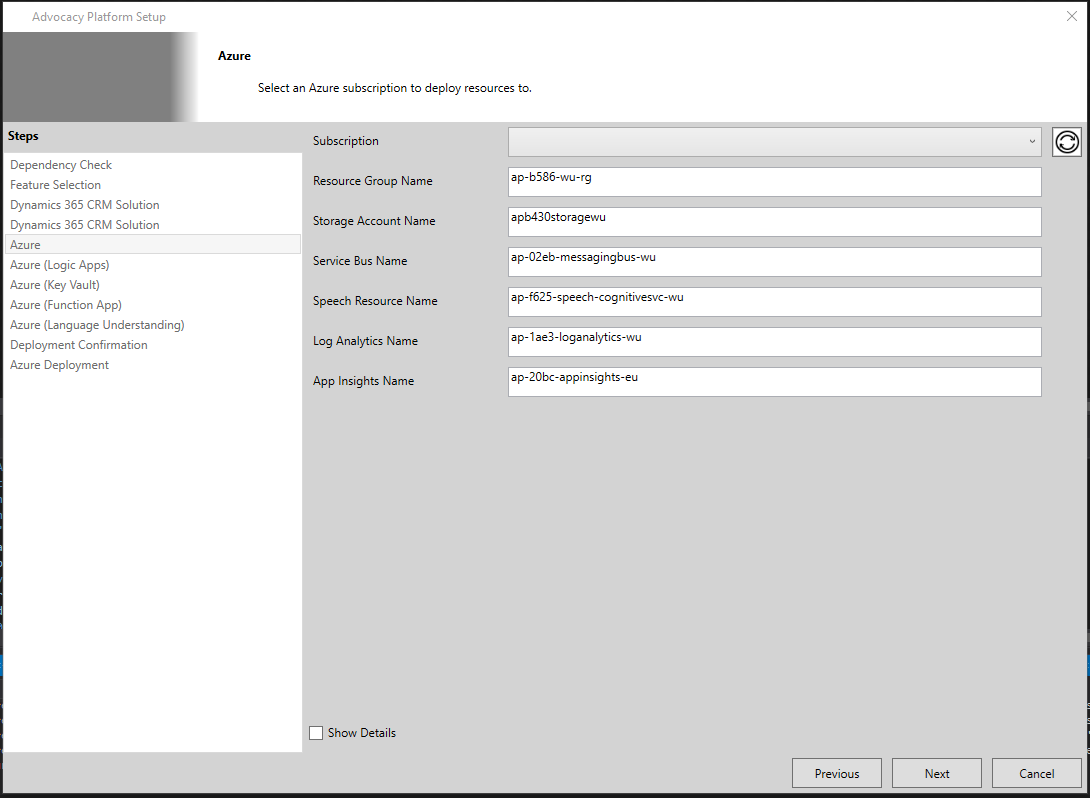 Advocacy Platform Setup
Azure
Select an Azure subscription to deploy resources to.
Steps
Dependency Check
Feature Selection
Dynamics 365 CRM Solution
Dynamics 365 CRM Solution
Azure
Azure (Logic Apps)
Azure (Key Vault)
Azure (Function App)
Azure (Language Understanding)
Deployment Confirmation
Azure Deployment
Subscription
Resource Group Name ap-b586-wu-rg
Storage Account Name apb430storagewu
Service Bus Name ap-02eb-messagingbus-wu
Speech Resource Name ap-f625-speech-cognitivesvc-wu
Log Analytics Name ap-1ae3-loganalytics-wu
App Insights Name ap-20bc-appinsights-eu
Show Details
Previous Next Cancel